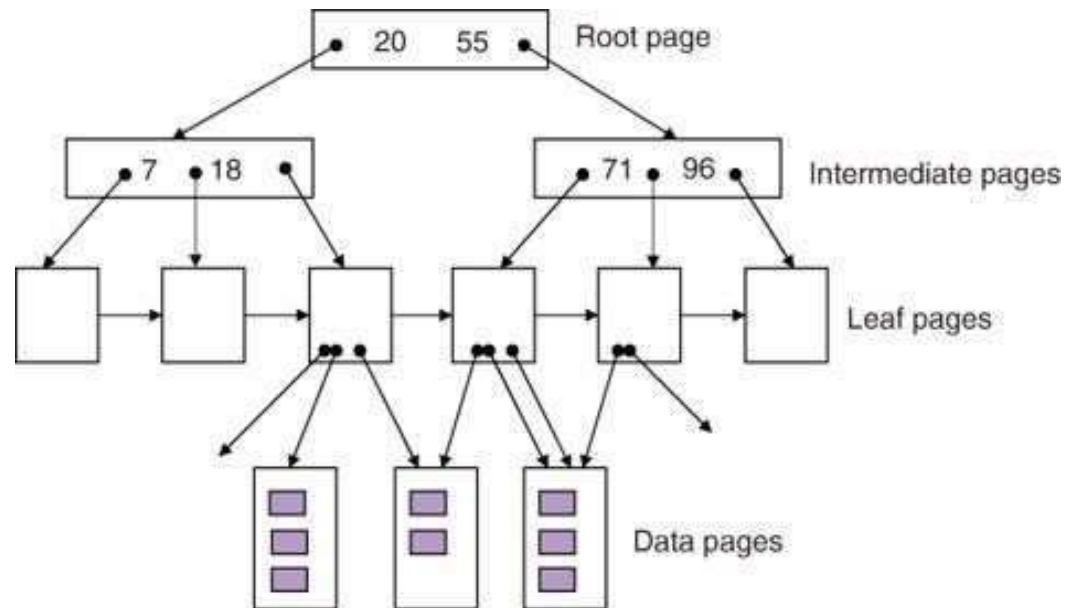 20 55 Root page
7 18 71 96 Intermediate pages
Leaf pages
Data pages